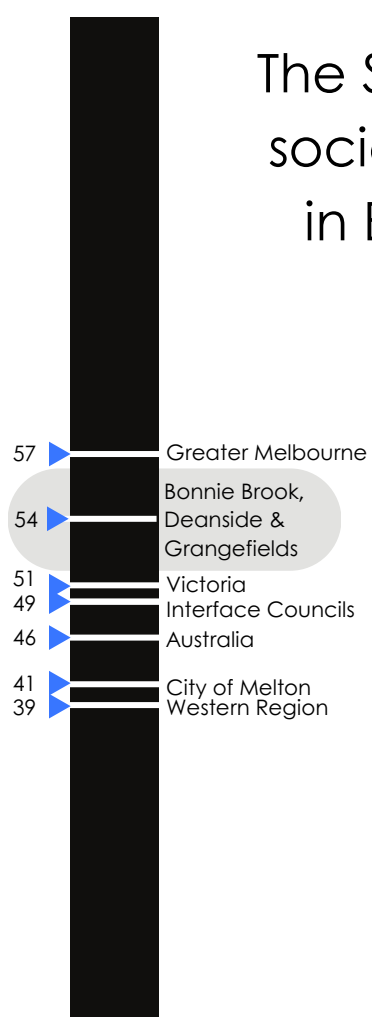 The S
socie
in B
57 Greater Melbourne
Bonnie Brook,
54 Deanside &
Grangefields
51 Victoria
49 Interface Councils
46 Australia
41 City of Melton
39 Western Region